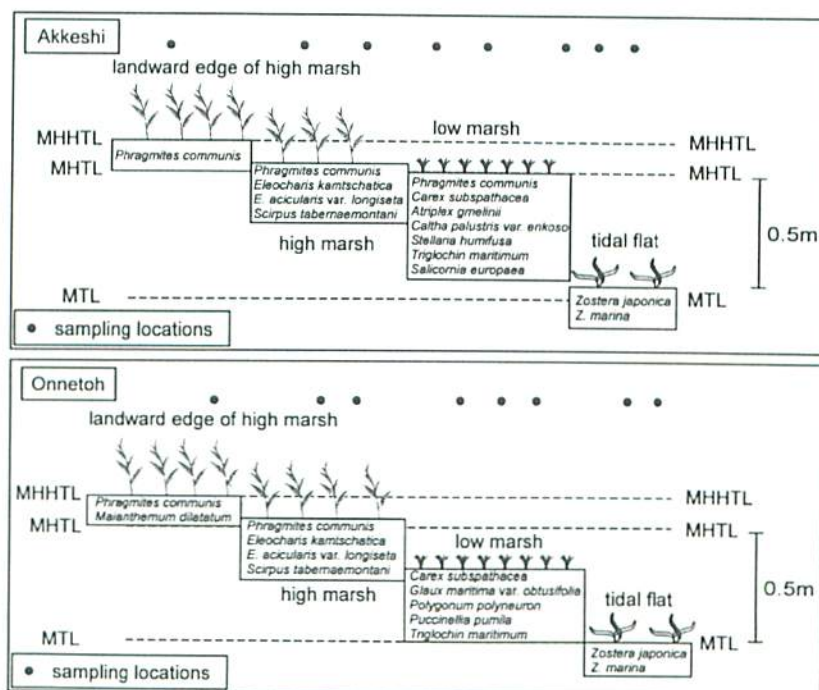 Akkeshi
landward edge of high marsh
low marsh
MHHTL
MHHTL
MHTL
MHTL
Phragmites communis
Phragmites communis
Eleocharis kamtschatica
E. acicularis var. longiseta
Scirpus tabernaemontani
high marsh
Phragmites communis
Carex subspathacea
Atriplex gmelinii
Caltha palustris var. enkoso
Stellaria humifusa
Triglochin maritimum
Salicornia europaea
tidal flat
0.5m
MTL
Zostera japonica
Z. marina
MTL
sampling locations
Onnetoh
landward edge of high marsh
MHHTL
MHHTL
Phragmites communis
Maianthemum dilatatum
MHTL
MHTL
Phragmites communis
Eleocharis kamtschatica
E. acicularis var. longiseta
Scirpus tabernaemontani
high marsh
low marsh
Carex subspathacea
Glaux maritima var. obtusifolia
Polygonum polyneuron
Puccinellia pumila
Triglochin maritimum
tidal flat
0.5m
MTL
MTL
Zostera japonica
Z. marina
sampling locations